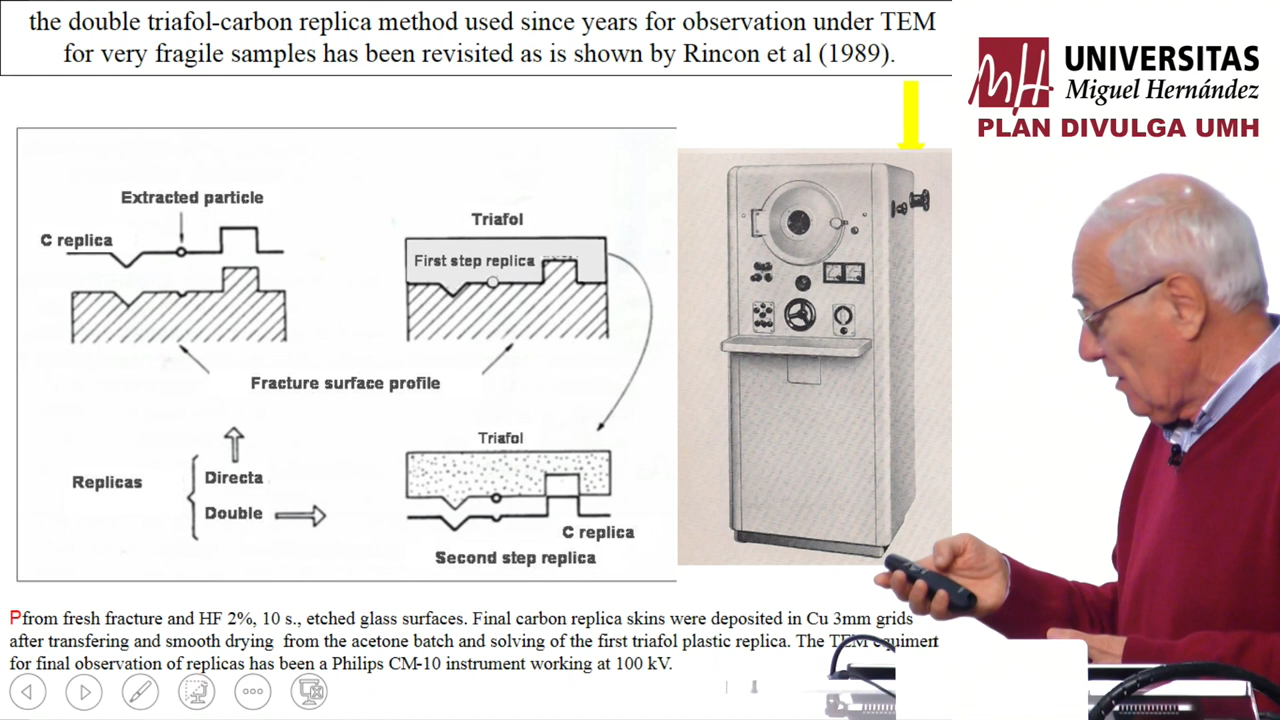 the double triafol-carbon replica method used since years for observation under TEM
for very fragile samples has been revisited as is shown by Rincon et al (1989).
UNIVERSITAS
Miguel Hernández
PLAN DIVULGA UMH
Extracted particle
C replica
Triafol
First step replica
Fracture surface profile
Triafol
Replicas
Directa
Double
C replica
Second step replica
Pfrom fresh fracture and HF 2%, 10 s., etched glass surfaces. Final carbon replica skins were deposited in Cu 3mm grids
after transfering and smooth drying from the acetone batch and solving of the first triafol plastic replica. The TEM equiment
for final observation of replicas has been a Philips CM-10 instrument working at 100 kV.